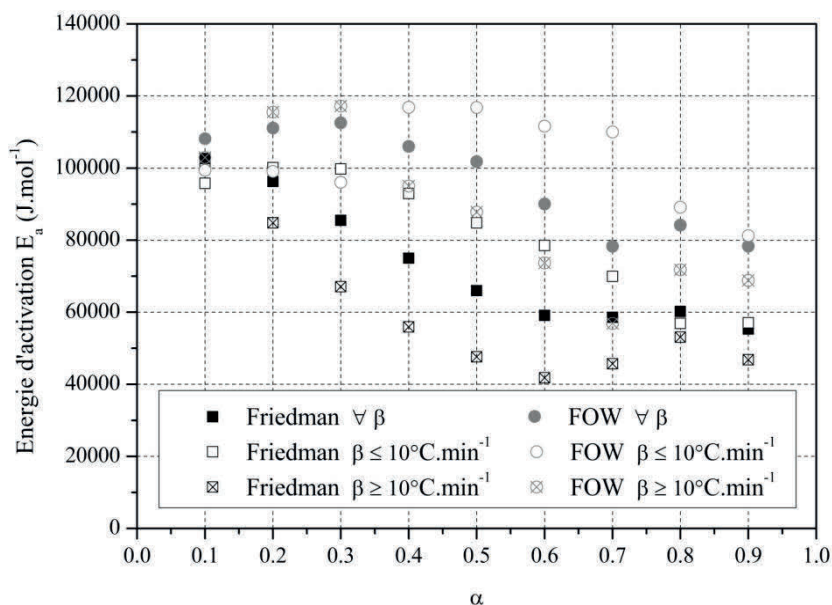 140000
120000
100000
80000
60000
40000
20000
0
Energie d'activation Eₐ (J.mol⁻¹)
Friedman ∀ β
FOW ∀ β
Friedman β ≤ 10°C.min⁻¹
FOW β ≤ 10°C.min⁻¹
Friedman β ≥ 10°C.min⁻¹
FOW β ≥ 10°C.min⁻¹
0.0 0.1 0.2 0.3 0.4 0.5 0.6 0.7 0.8 0.9 1.0
α